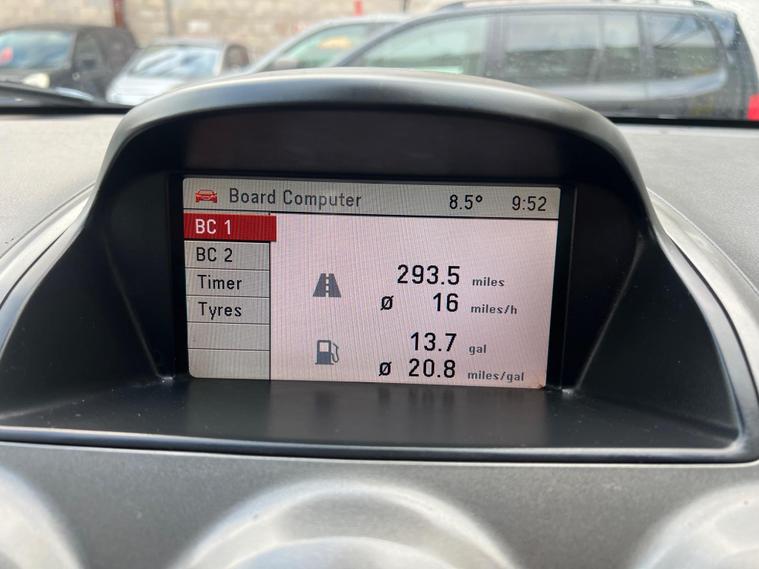 Board Computer 8.5° 9:52
BC 1
BC 2
Timer
Tyres
293.5 miles
ø 16 miles/h
13.7 gal
ø 20.8 miles/gal